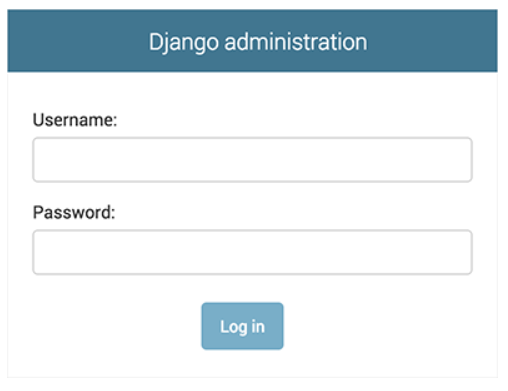 Django administration
Username:
Password:
Log in